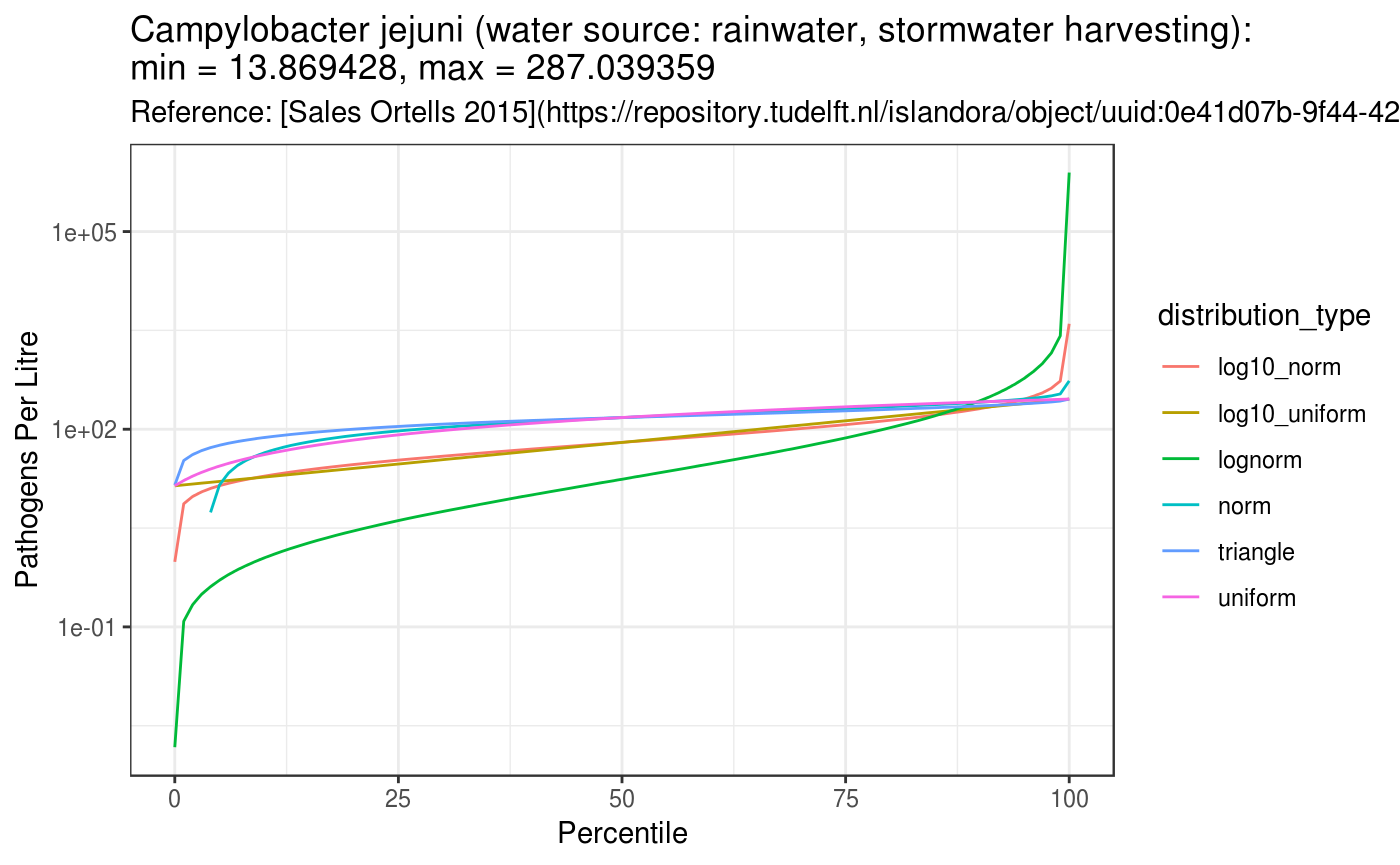 Campylobacter jejuni (water source: rainwater, stormwater harvesting):
min = 13.869428, max = 287.039359
Reference: [Sales Ortells 2015](https://repository.tudelft.nl/islandora/object/uuid:0e41d07b-9f44-42
1e+05
1e+02
1e-01
Pathogens Per Litre
0 25 50 75 100
Percentile
distribution_type
log10_norm
log10_uniform
lognorm
norm
triangle
uniform